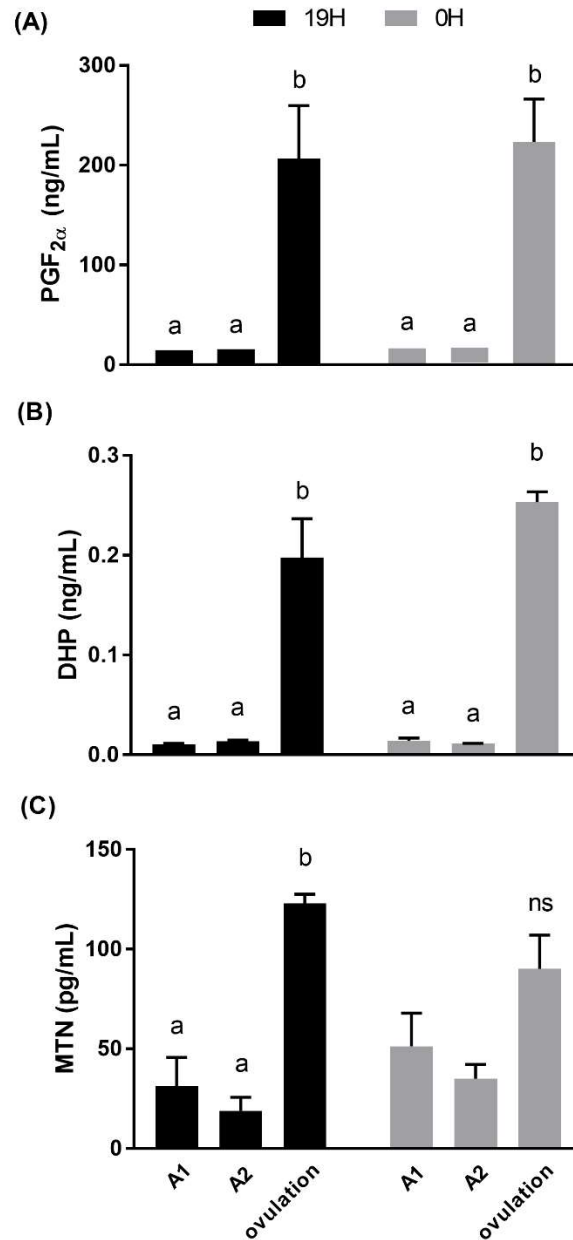 (A)
19H 0H
PGF2α (ng/mL)
300
200
100
0
a a b a a b
(B)
DHP (ng/mL)
0.3
0.2
0.1
0.0
a a b a a b
(C)
MTN (pg/mL)
150
100
50
0
a a b ns
A1 A2 ovulation A1 A2 ovulation